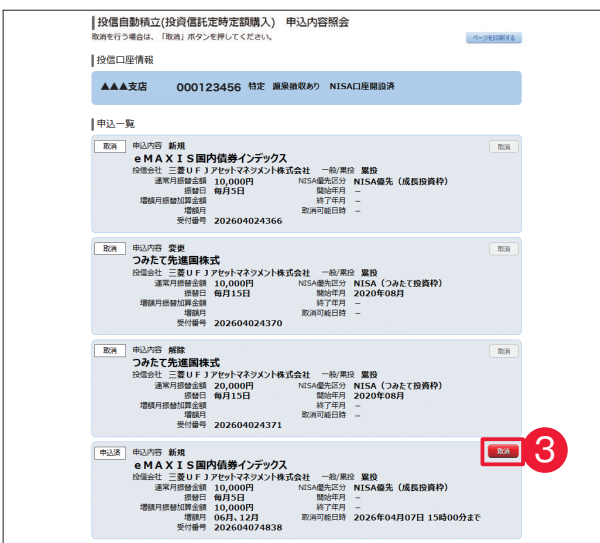 投信自動積立(投資信託定時定額購入)　申込内容照会
取消を行う場合は、「取消」ボタンを押してください。
ページを印刷する
投信口座情報
▲▲▲支店　000123456 特定 源泉徴収あり NISA口座開設済
申込一覧
取消 申込内容 新規 取消
eMAXIS国内債券インデックス
投信会社 三菱UFJアセットマネジメント株式会社 一般/累投 累投
通常月振替金額 10,000円 NISA優先区分 NISA優先（成長投資枠）
振替日 毎月5日 開始年月 −
増額月振替加算金額 終了年月 −
増額月 取消可能日時 −
受付番号 202604024366
取消 申込内容 変更 取消
つみたて先進国株式
投信会社 三菱UFJアセットマネジメント株式会社 一般/累投 累投
通常月振替金額 10,000円 NISA優先区分 NISA（つみたて投資枠）
振替日 毎月15日 開始年月 2020年08月
増額月振替加算金額 終了年月 −
増額月 取消可能日時 −
受付番号 202604024370
取消 申込内容 解除 取消
つみたて先進国株式
投信会社 三菱UFJアセットマネジメント株式会社 一般/累投 累投
通常月振替金額 20,000円 NISA優先区分 NISA（つみたて投資枠）
振替日 毎月15日 開始年月 2020年08月
増額月振替加算金額 終了年月 −
増額月 取消可能日時 −
受付番号 202604024371
申込済 申込内容 新規 取消 3
eMAXIS国内債券インデックス
投信会社 三菱UFJアセットマネジメント株式会社 一般/累投 累投
通常月振替金額 10,000円 NISA優先区分 NISA優先（成長投資枠）
振替日 毎月5日 開始年月 −
増額月振替加算金額 10,000円 終了年月 −
増額月 06月、12月 取消可能日時 2026年04月07日 15時00分まで
受付番号 202604074838